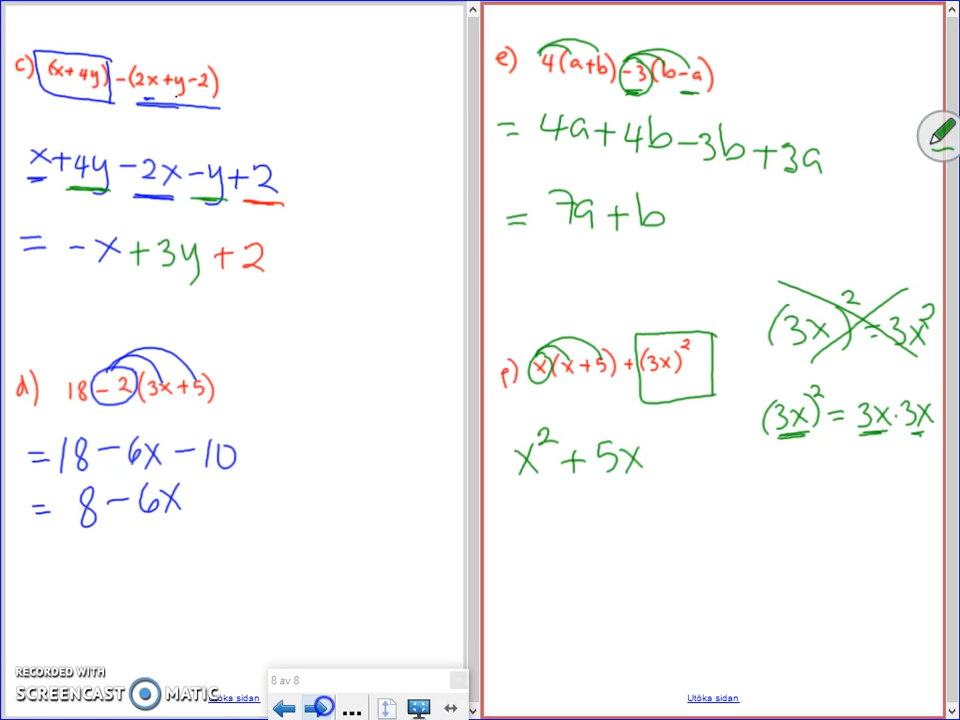 c) (x+4y) -(2x+y-2)
x+4y -2x -y+2
= -x +3y +2
d) 18 -2(3x+5)
=18 -6x -10
= 8 -6x
e) 4(a+b) -3(b-a)
= 4a+4b -3b +3a
= 7a+b
(3x)² = 3x²
f) x(x+5) + (3x)²
(3x)² = 3x·3x
x² + 5x
RECORDED WITH
SCREENCAST MATIC
Utöka sidan
8 av 8
Utöka sidan